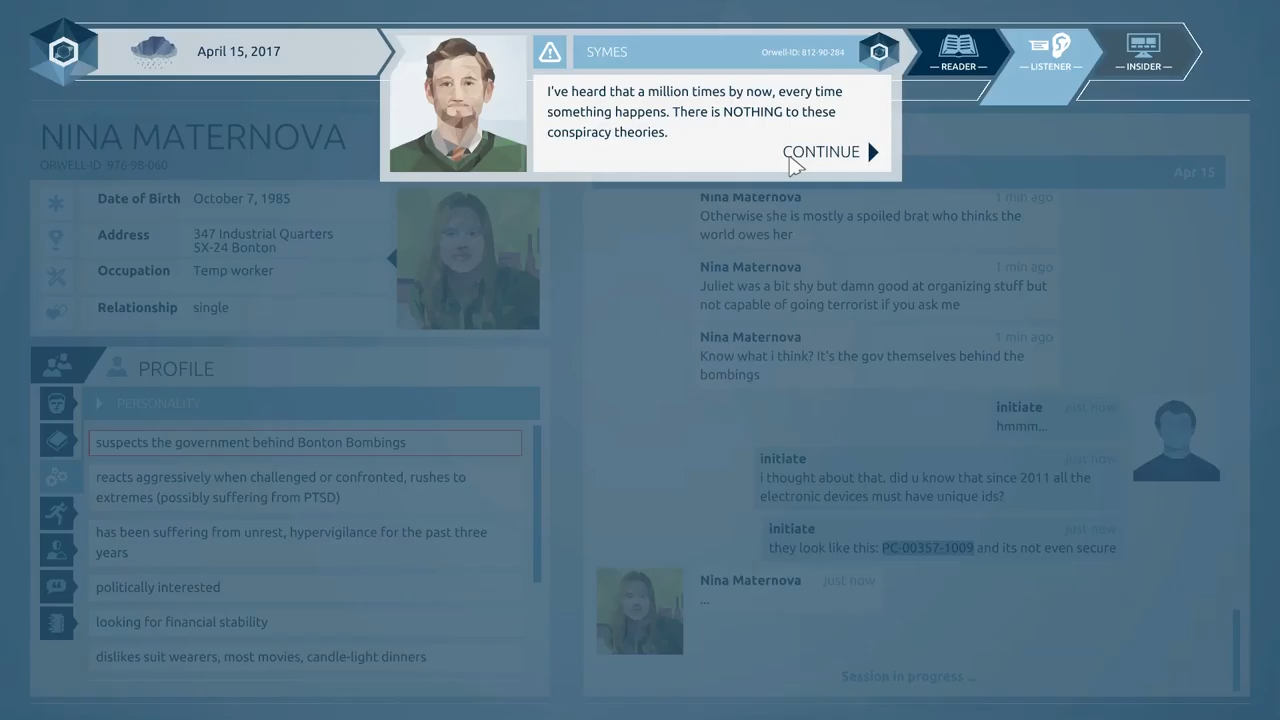 April 15, 2017
SYMES
Orwell-ID: 812-90-284
I've heard that a million times by now, every time
something happens. There is NOTHING to these
conspiracy theories.
CONTINUE
— READER —
— LISTENER —
— INSIDER —
NINA MATERNOVA
ORWELL-ID 976-98-060
Date of Birth October 7, 1985
Address 347 Industrial Quarters
SX-24 Bonton
Occupation Temp worker
Relationship single
PROFILE
PERSONALITY
suspects the government behind Bonton Bombings
reacts aggressively when challenged or confronted, rushes to
extremes (possibly suffering from PTSD)
has been suffering from unrest, hypervigilance for the past three
years
politically interested
looking for financial stability
dislikes suit wearers, most movies, candle-light dinners
Apr 15
Nina Maternova 1 min ago
Otherwise she is mostly a spoiled brat who thinks the
world owes her
Nina Maternova 1 min ago
Juliet was a bit shy but damn good at organizing stuff but
not capable of going terrorist if you ask me
Nina Maternova 1 min ago
Know what i think? It's the gov themselves behind the
bombings
initiate just now
hmmm...
initiate just now
i thought about that. did u know that since 2011 all the
electronic devices must have unique ids?
initiate just now
they look like this: PC-00357-1009 and its not even secure
Nina Maternova just now
...
Session in progress ...